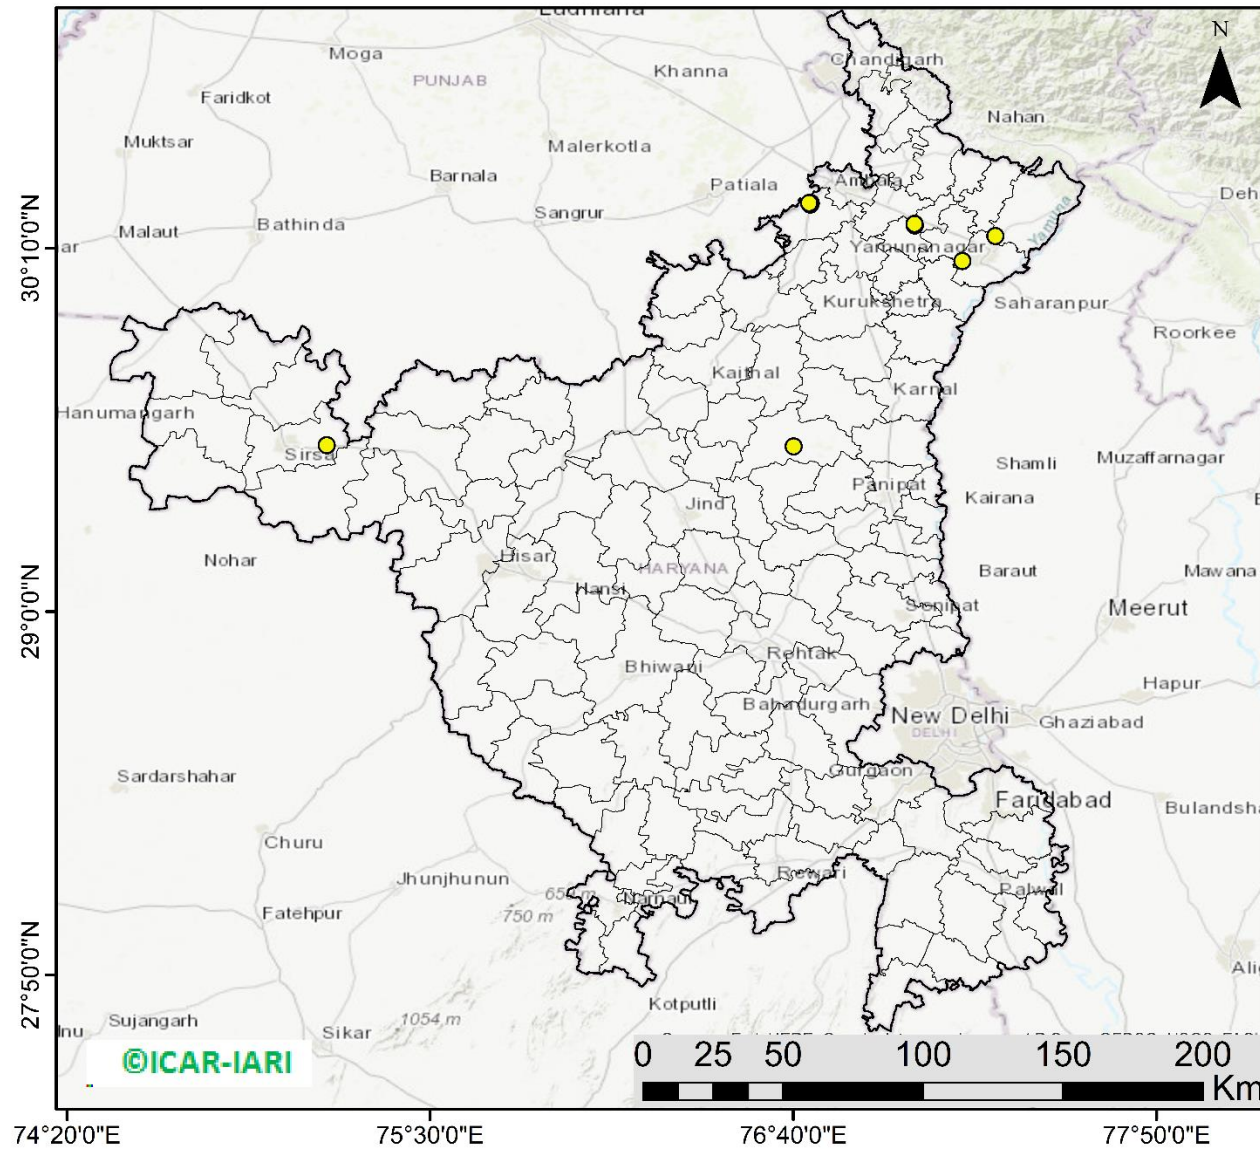 Ludhiana
N
Moga
Chandigarh
Khanna
PUNJAB
Faridkot
Nahan
Muktsar
Malerkotla
Barnala
Patiala
Ambala
Sangrur
Malaut
Bathinda
Yamuna
30°10'0"N
Yamunanagar
Kurukshetra
Saharanpur
Roorkee
Kaithal
Karnal
Hanumangarh
Sirsa
Shamli
Muzaffarnagar
Panipat
Kairana
Jind
Nohar
Hisar
HARYANA
Baraut
Mawana
Hansi
29°0'0"N
Sonipat
Meerut
Rohtak
Bhiwani
Hapur
Bahadurgarh
New Delhi
Ghaziabad
DELHI
Gurgaon
Sardarshahar
Faridabad
Churu
Rewari
Jhunjhunun
Palwal
650 m
Narnaul
750 m
Fatehpur
27°50'0"N
Kotputli
Sujangarh
Sikar
1054 m
©ICAR-IARI
0 25 50 100 150 200
Km
74°20'0"E 75°30'0"E 76°40'0"E 77°50'0"E